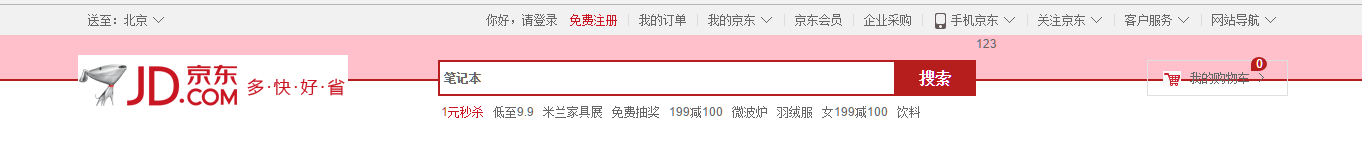 送至：北京
你好，请登录 免费注册 我的订单 我的京东 京东会员 企业采购 手机京东 关注京东 客户服务 网站导航
123
JD.COM 京东
多·快·好·省
笔记本 搜索
0
我的购物车
1元秒杀 低至9.9 米兰家具展 免费抽奖 199减100 微波炉 羽绒服 女199减100 饮料